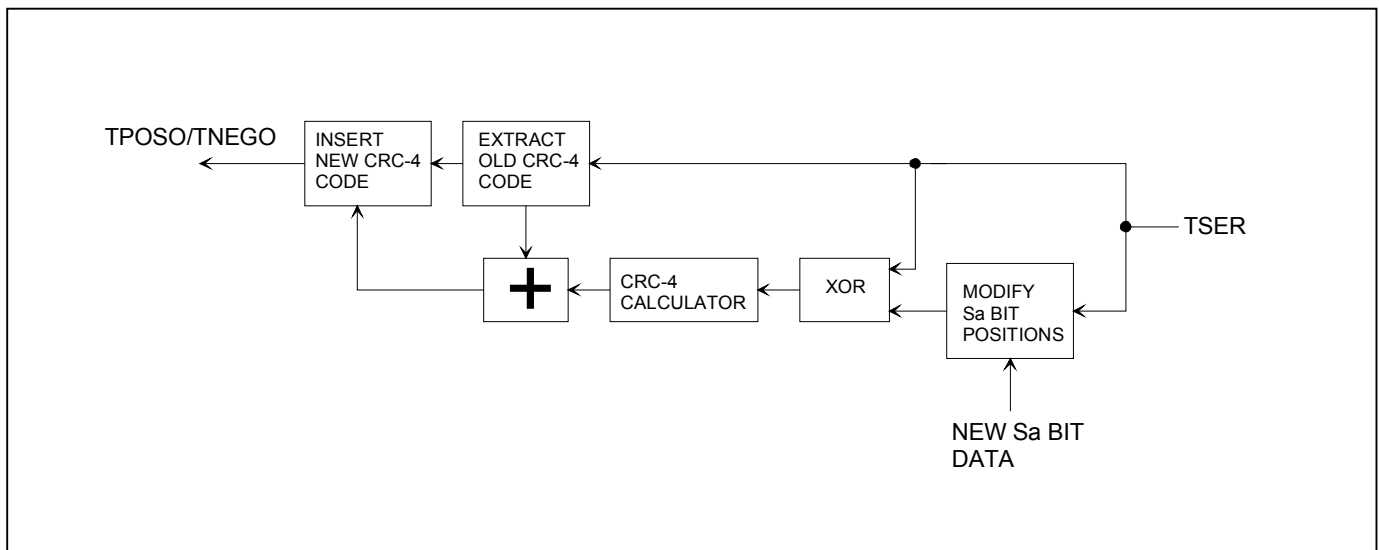 TPOSO/TNEGO
INSERT
NEW CRC-4
CODE
EXTRACT
OLD CRC-4
CODE
TSER
+
CRC-4
CALCULATOR
XOR
MODIFY
Sa BIT
POSITIONS
NEW Sa BIT
DATA